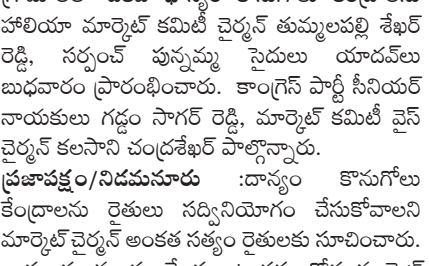 హాలియా మార్కెట్ కమిటీ చైర్మన్ తుమ్మలపల్లి శేఖర్
రెడ్డి, సర్పంచ్ పున్నమ్మ సైదులు యాదవ్‌లు
బుధవారం ప్రారంభించారు. కాంగ్రెస్ పార్టీ సీనియర్
నాయకులు గడ్డం సాగర్ రెడ్డి, మార్కెట్ కమిటీ వైస్
చైర్మన్ కలసాని చంద్రశేఖర్ పాల్గొన్నారు.
ప్రజాపక్షం/నిడమనూరు :దాన్యం కొనుగోలు
కేంద్రాలను రైతులు సద్వినియోగం చేసుకోవాలని
మార్కెట్ చైర్మన్ అంకత సత్యం రైతులకు సూచించారు.